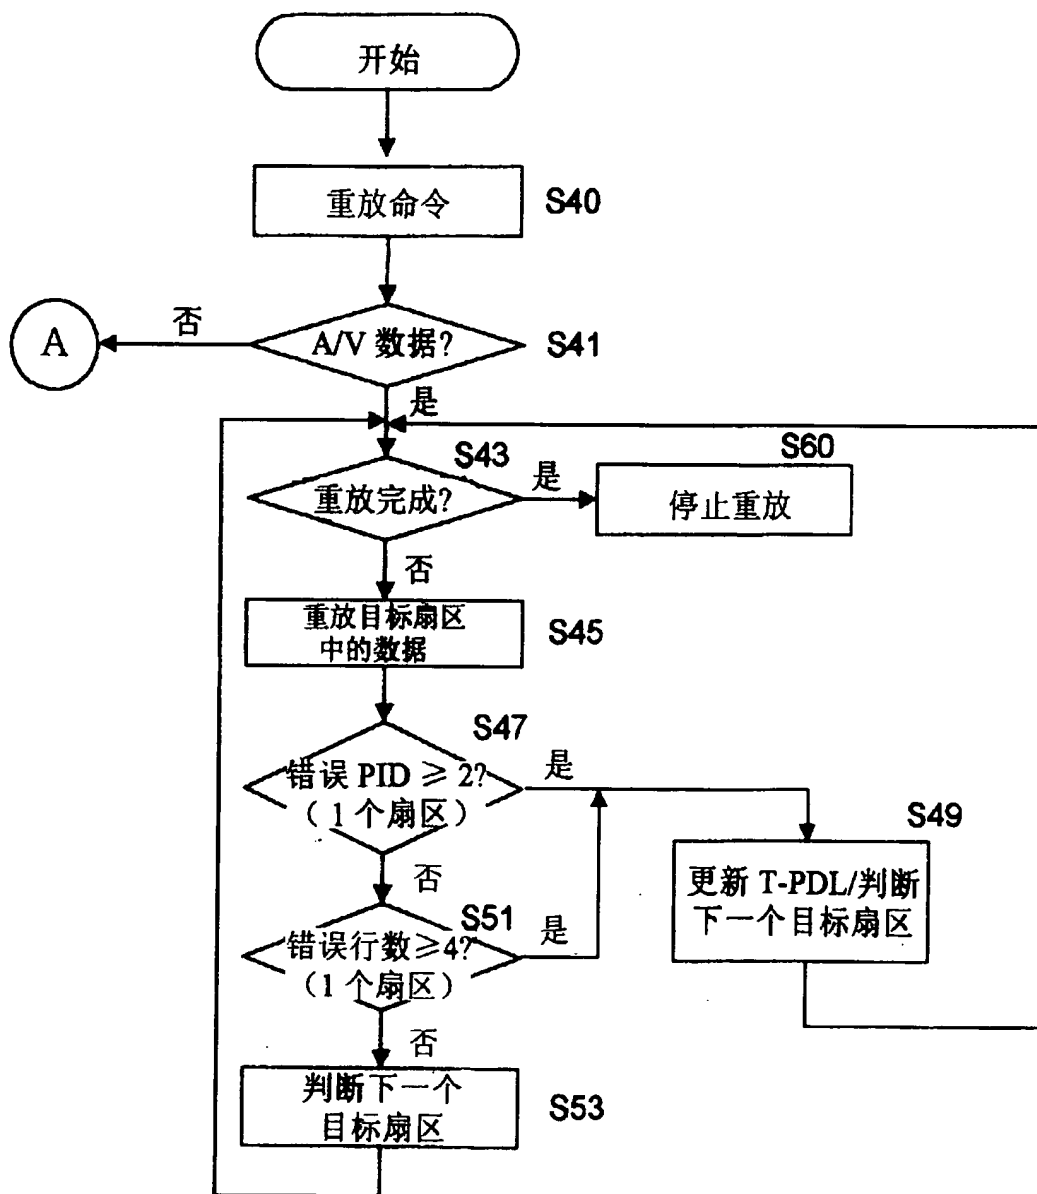 开始
重放命令
S40
否
A
A/V 数据?
S41
是
S43
S60
重放完成?
是
停止重放
否
重放目标扇区
中的数据
S45
S47
错误 PID ≥ 2?
(1 个扇区)
是
S49
更新 T-PDL/判断
下一个目标扇区
否
S51
错误行数≥4?
(1 个扇区)
是
否
判断下一个
目标扇区
S53